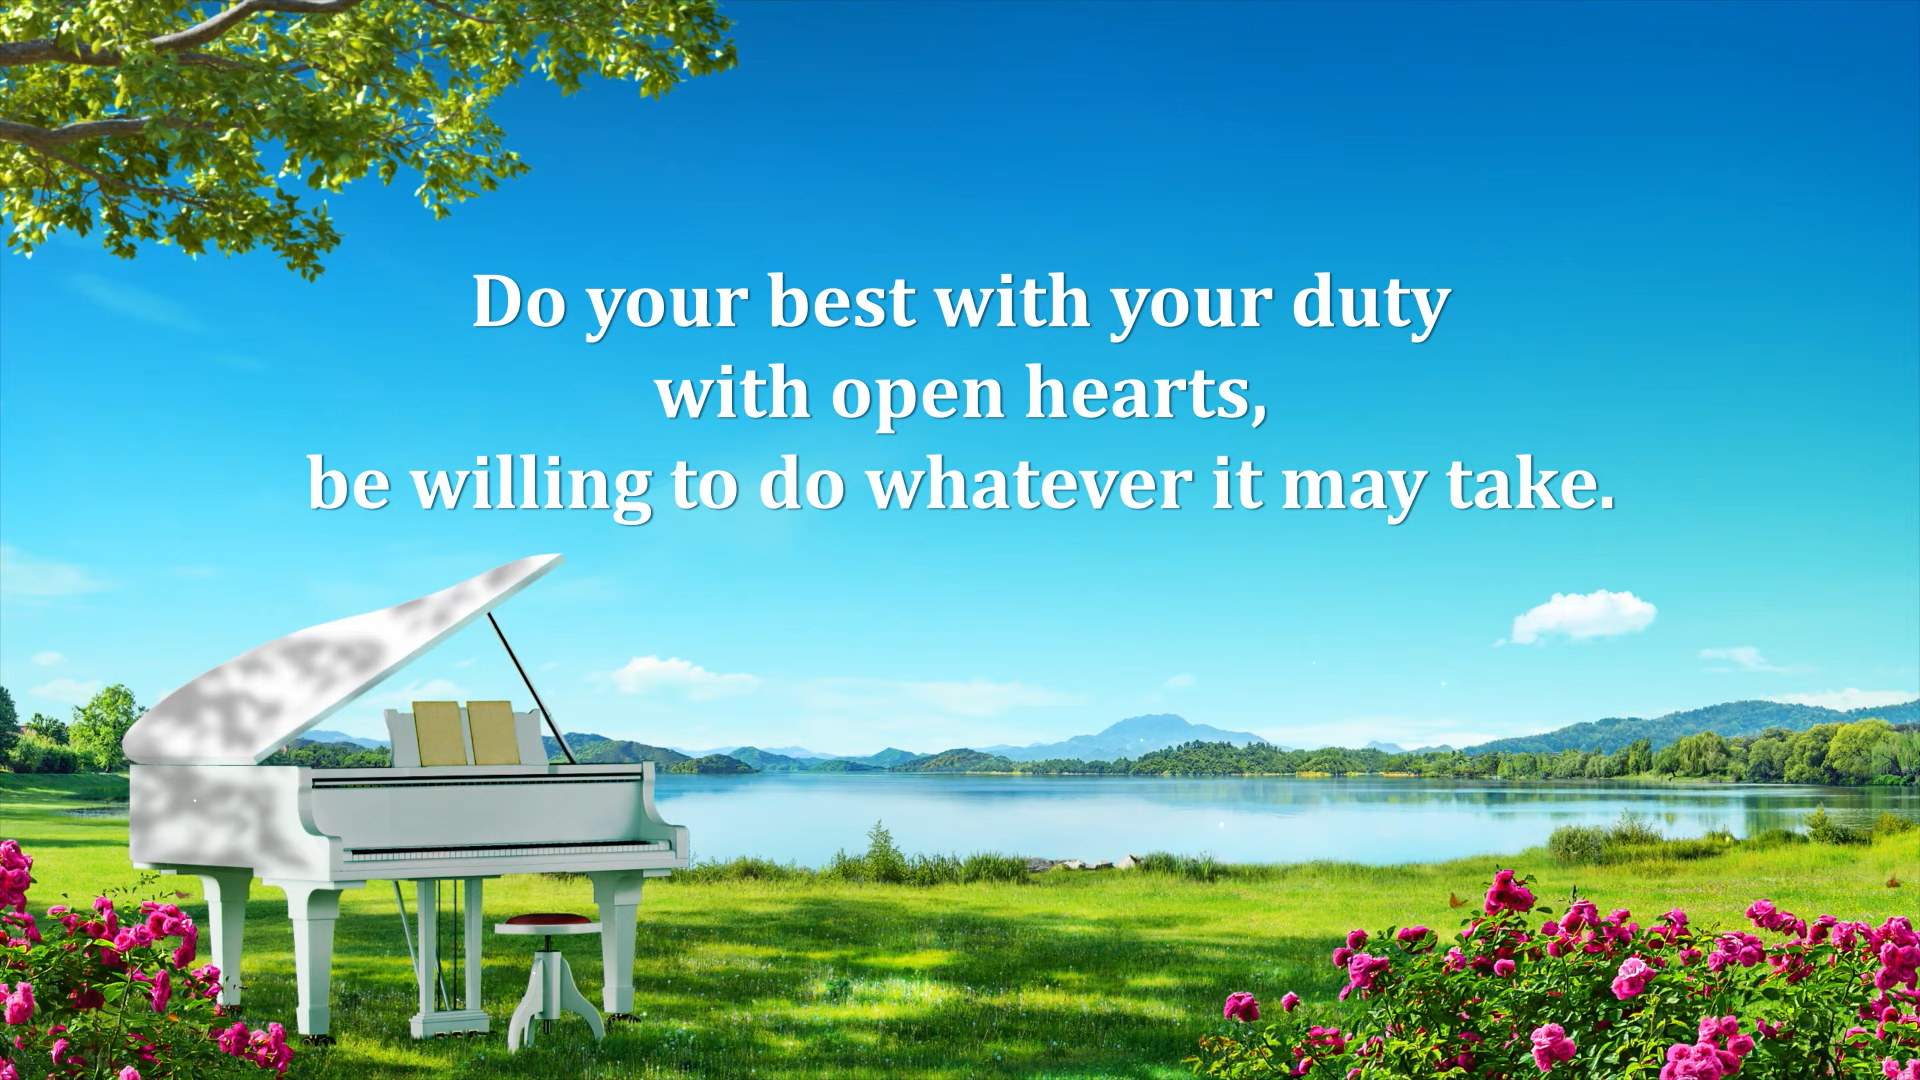 Do your best with your duty
with open hearts,
be willing to do whatever it may take.